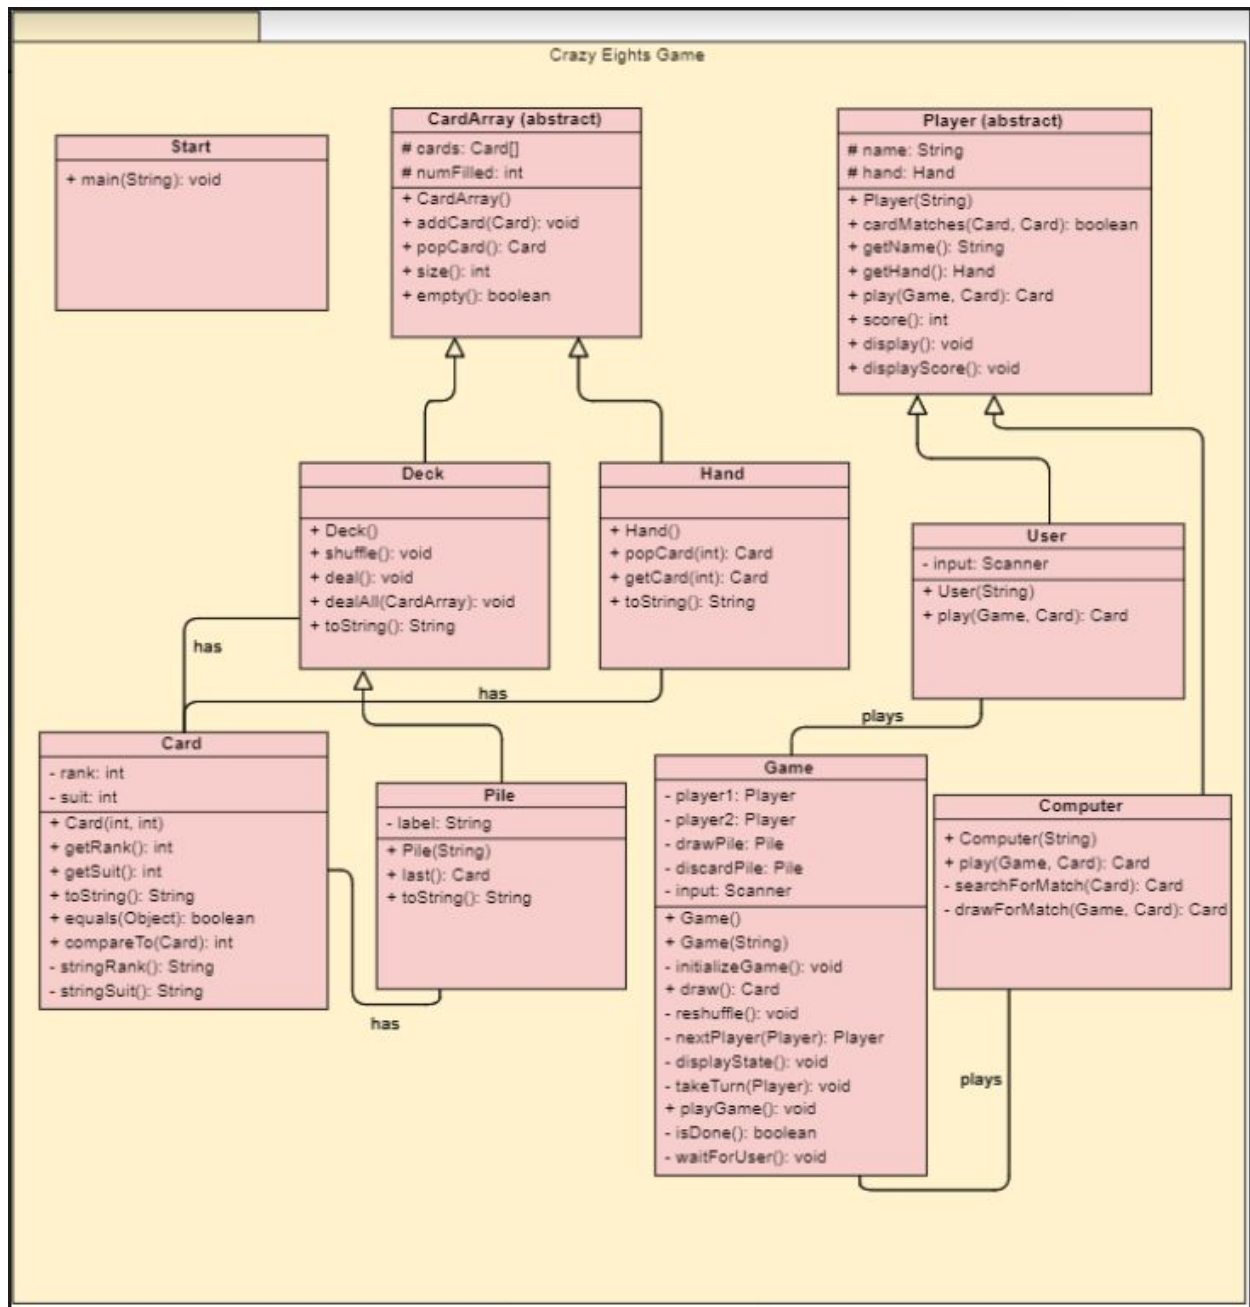 Crazy Eights Game
Start
+ main(String): void
CardArray (abstract)
# cards: Card[]
# numFilled: int
+ CardArray()
+ addCard(Card): void
+ popCard(): Card
+ size(): int
+ empty(): boolean
Player (abstract)
# name: String
# hand: Hand
+ Player(String)
+ cardMatches(Card, Card): boolean
+ getName(): String
+ getHand(): Hand
+ play(Game, Card): Card
+ score(): int
+ display(): void
+ displayScore(): void
Deck
+ Deck()
+ shuffle(): void
+ deal(): void
+ dealAll(CardArray): void
+ toString(): String
Hand
+ Hand()
+ popCard(int): Card
+ getCard(int): Card
+ toString(): String
User
- input: Scanner
+ User(String)
+ play(Game, Card): Card
has
has
plays
Card
- rank: int
- suit: int
+ Card(int, int)
+ getRank(): int
+ getSuit(): int
+ toString(): String
+ equals(Object): boolean
+ compareTo(Card): int
- stringRank(): String
- stringSuit(): String
Pile
- label: String
+ Pile(String)
+ last(): Card
+ toString(): String
has
Game
- player1: Player
- player2: Player
- drawPile: Pile
- discardPile: Pile
- input: Scanner
+ Game()
+ Game(String)
- initializeGame(): void
+ draw(): Card
- reshuffle(): void
- nextPlayer(Player): Player
- displayState(): void
- takeTurn(Player): void
+ playGame(): void
- isDone(): boolean
- waitForUser(): void
Computer
+ Computer(String)
+ play(Game, Card): Card
- searchForMatch(Card): Card
- drawForMatch(Game, Card): Card
plays